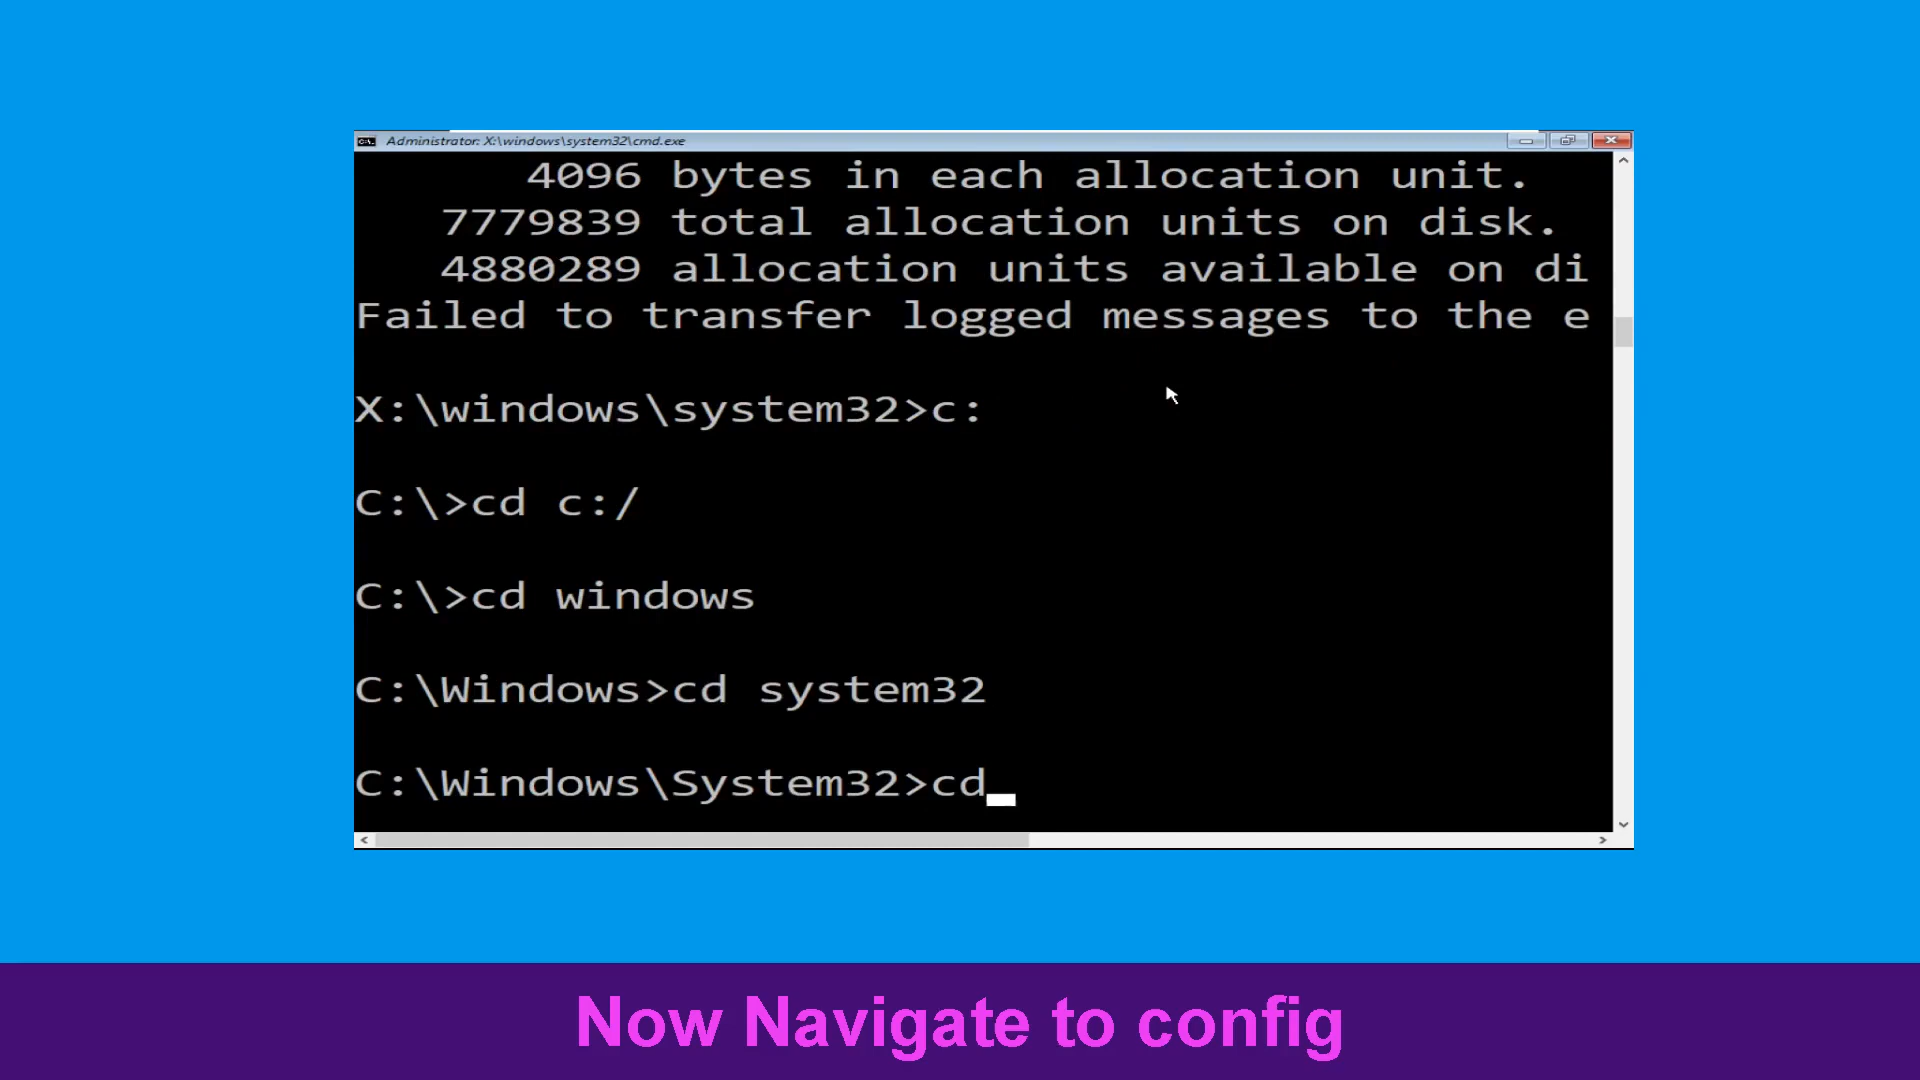 Administrator: X:\windows\system32\cmd.exe
4096 bytes in each allocation unit.
7779839 total allocation units on disk.
4880289 allocation units available on di
Failed to transfer logged messages to the e
X:\windows\system32>c:
C:\>cd c:/
C:\>cd windows
C:\Windows>cd system32
C:\Windows\System32>cd
Now Navigate to config